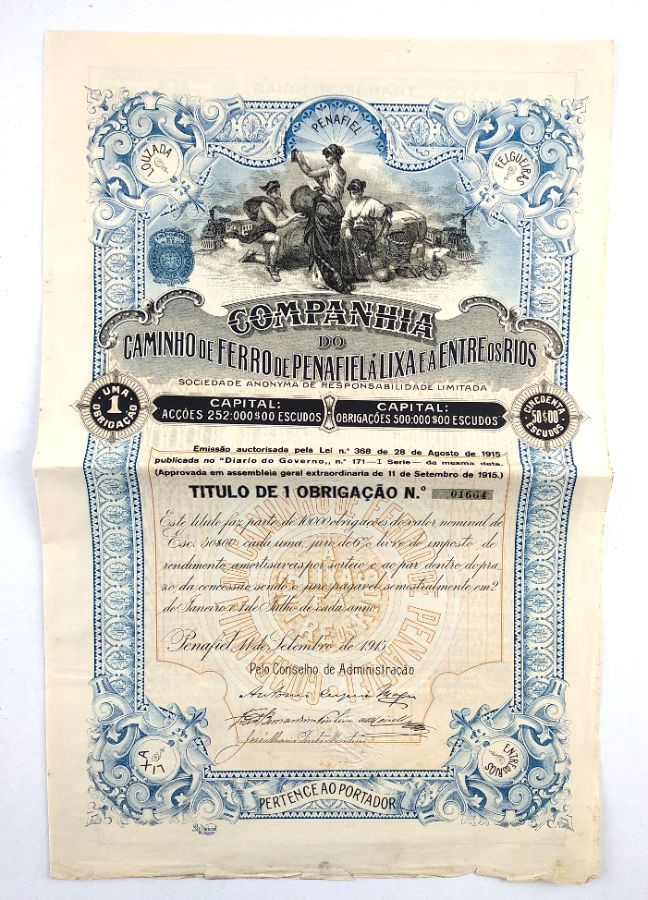 PENAFIEL
LOUZADA
FELGUEIRAS
COMPANHIA
DO
CAMINHO DE FERRO DE PENAFIEL Á LIXA E A ENTRE OS RIOS
SOCIEDADE ANONYMA DE RESPONSABILIDADE LIMITADA
UMA
1
OBRIGAÇÃO
CAPITAL:
ACÇÕES 252:000$00 ESCUDOS
CAPITAL:
OBRIGAÇÕES 500:000$00 ESCUDOS
CINCOENTA
50$00
ESCUDOS
Emissão auctorisada pela Lei n.º 368 de 28 de Agosto de 1915
publicada no "Diario do Governo,, n.º 171—I Serie—da mesma data.
(Approvada em assembleia geral extraordinaria de 11 de Setembro de 1915.)
TITULO DE 1 OBRIGAÇÃO N.º 01664
Este titulo faz parte de 10000 obrigações do valor nominal de
Esc. 50$00, cada uma, juro de 6% livre do imposto de
rendimento, amortisaveis por sorteio e ao par dentro do pra-
zo da concessão sendo o juro pagavel semestralmente em 2
de Janeiro e 1 de Julho de cada anno.
Penafiel, 11 de Setembro de 1915
Pelo Conselho de Administração
LIXA
ENTRE OS RIOS
PERTENCE AO PORTADOR